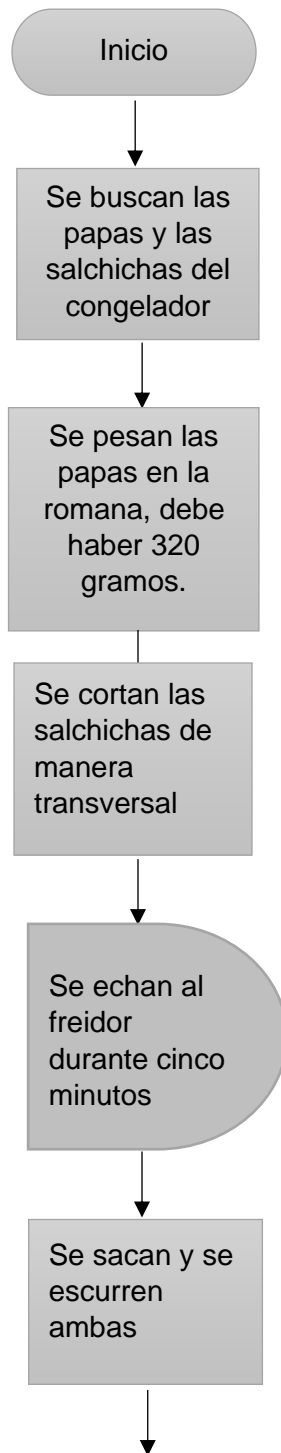 Inicio
Se buscan las
papas y las
salchichas del
congelador
Se pesan las
papas en la
romana, debe
haber 320
gramos.
Se cortan las
salchichas de
manera
transversal
Se echan al
freidor
durante cinco
minutos
Se sacan y se
escurren
ambas